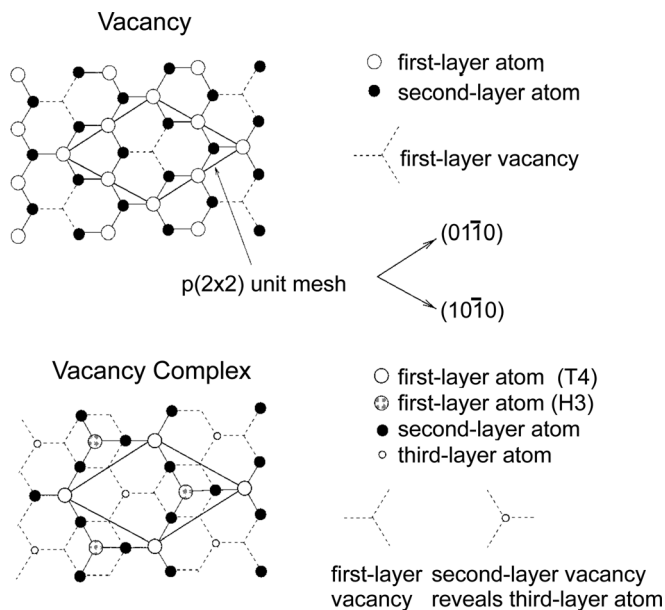 Vacancy
first-layer atom
second-layer atom
first-layer vacancy
p(2x2) unit mesh
(011̅0)
(101̅0)
Vacancy Complex
first-layer atom (T4)
first-layer atom (H3)
second-layer atom
third-layer atom
first-layer vacancy
second-layer vacancy reveals third-layer atom